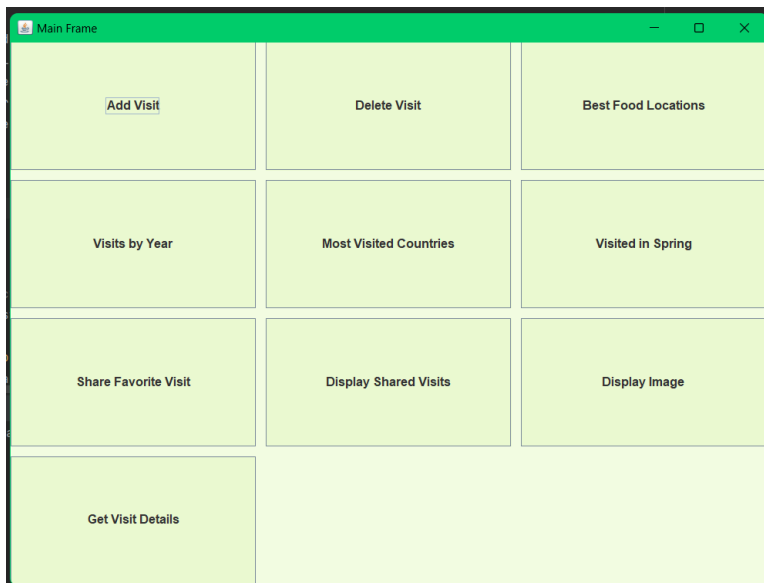 Main Frame
Add Visit
Delete Visit
Best Food Locations
Visits by Year
Most Visited Countries
Visited in Spring
Share Favorite Visit
Display Shared Visits
Display Image
Get Visit Details